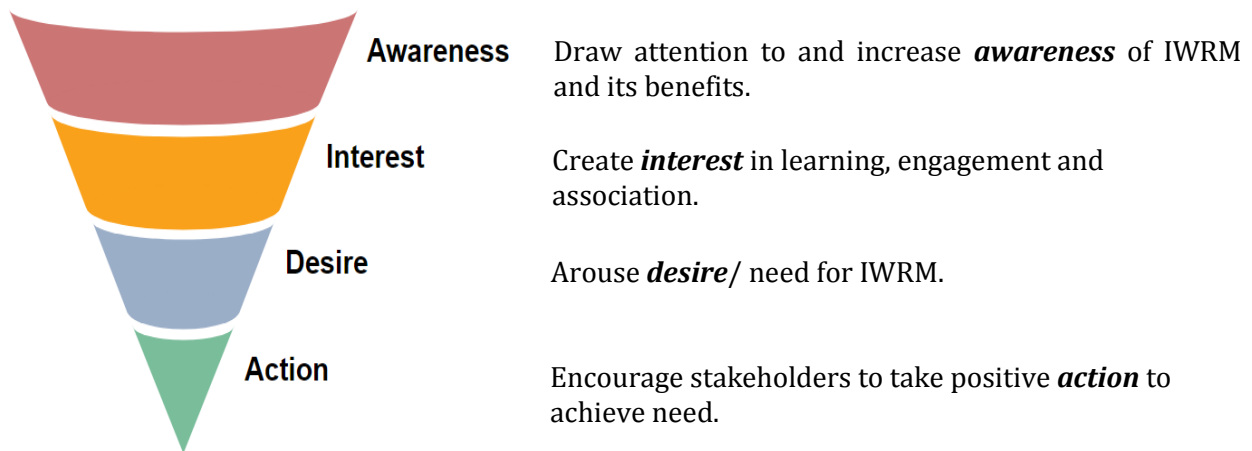 Awareness
Draw attention to and increase awareness of IWRM
and its benefits.
Interest
Create interest in learning, engagement and
association.
Desire
Arouse desire/ need for IWRM.
Action
Encourage stakeholders to take positive action to
achieve need.